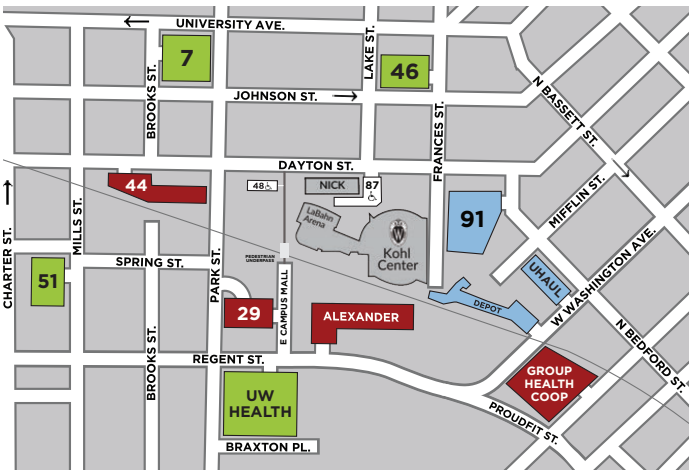 UNIVERSITY AVE.
7
LAKE ST.
46
BROOKS ST.
JOHNSON ST.
N BASSETT ST.
FRANCES ST.
DAYTON ST.
44
48
NICK
87
MIFFLIN ST.
LaBahn
Arena
91
W
Kohl
Center
CHARTER ST.
MILLS ST.
51
SPRING ST.
PARK ST.
PEDESTRIAN
UNDERPASS
E CAMPUS MALL
UHAUL
DEPOT
W WASHINGTON AVE.
29
ALEXANDER
N BEDFORD ST.
BROOKS ST.
REGENT ST.
GROUP
HEALTH
COOP
UW
HEALTH
PROUDFIT ST.
BRAXTON PL.